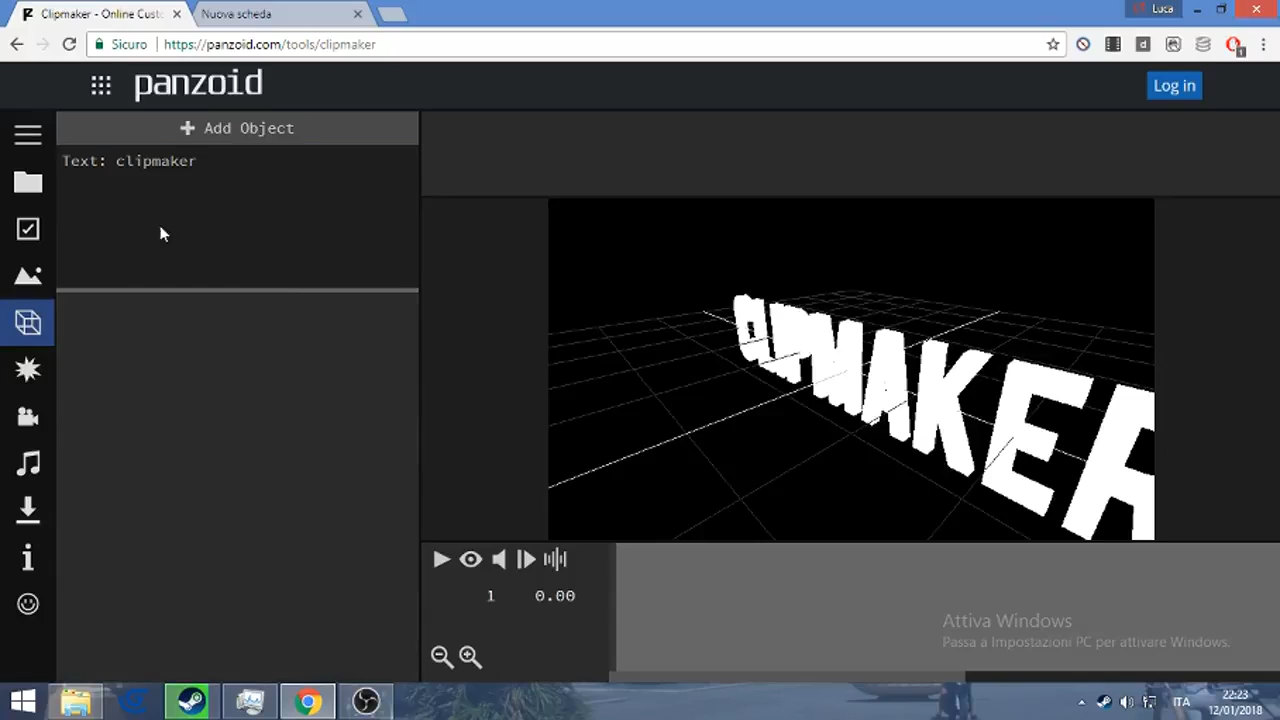 Clipmaker - Online Cust
Nuova scheda
Luca
Sicuro
https://panzoid.com/tools/clipmaker
panzoid
Log in
Add Object
Text: clipmaker
CLIPMAKER
1 0.00
Attiva Windows
Passa a Impostazioni PC per attivare Windows.
ITA
22:23
12/01/2018